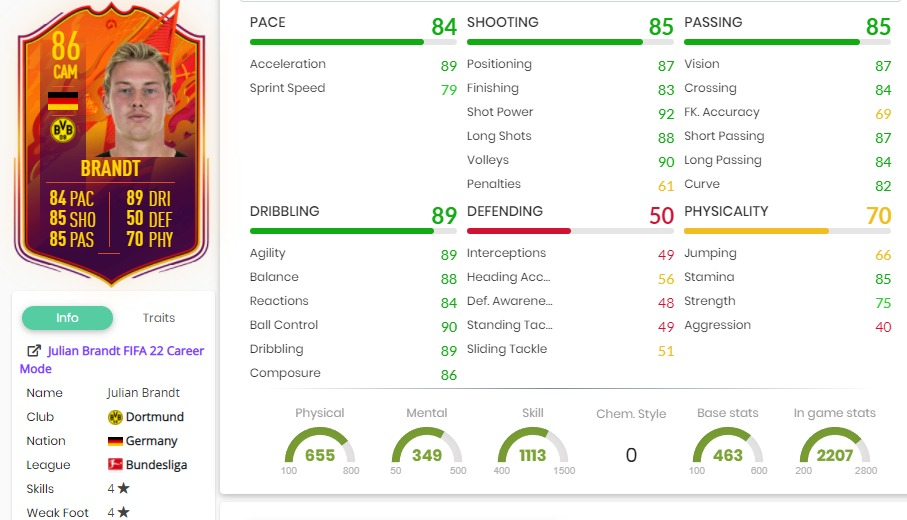 86
CAM
BVB
09
BRANDT
84 PAC 89 DRI
85 SHO 50 DEF
85 PAS 70 PHY
Info Traits
Julian Brandt FIFA 22 Career
Mode
Name Julian Brandt
Club Dortmund
Nation Germany
League Bundesliga
Skills 4★
Weak Foot 4★
PACE 84
Acceleration 89
Sprint Speed 79
SHOOTING 85
Positioning 87
Finishing 83
Shot Power 92
Long Shots 88
Volleys 90
Penalties 61
PASSING 85
Vision 87
Crossing 84
FK. Accuracy 69
Short Passing 87
Long Passing 84
Curve 82
DRIBBLING 89
Agility 89
Balance 88
Reactions 84
Ball Control 90
Dribbling 89
Composure 86
DEFENDING 50
Interceptions 49
Heading Acc... 56
Def. Awarene... 48
Standing Tac... 49
Sliding Tackle 51
PHYSICALITY 70
Jumping 66
Stamina 85
Strength 75
Aggression 40
Physical
655
100 800
Mental
349
50 500
Skill
1113
400 1500
Chem. Style
0
Base stats
463
100 600
In game stats
2207
200 2800